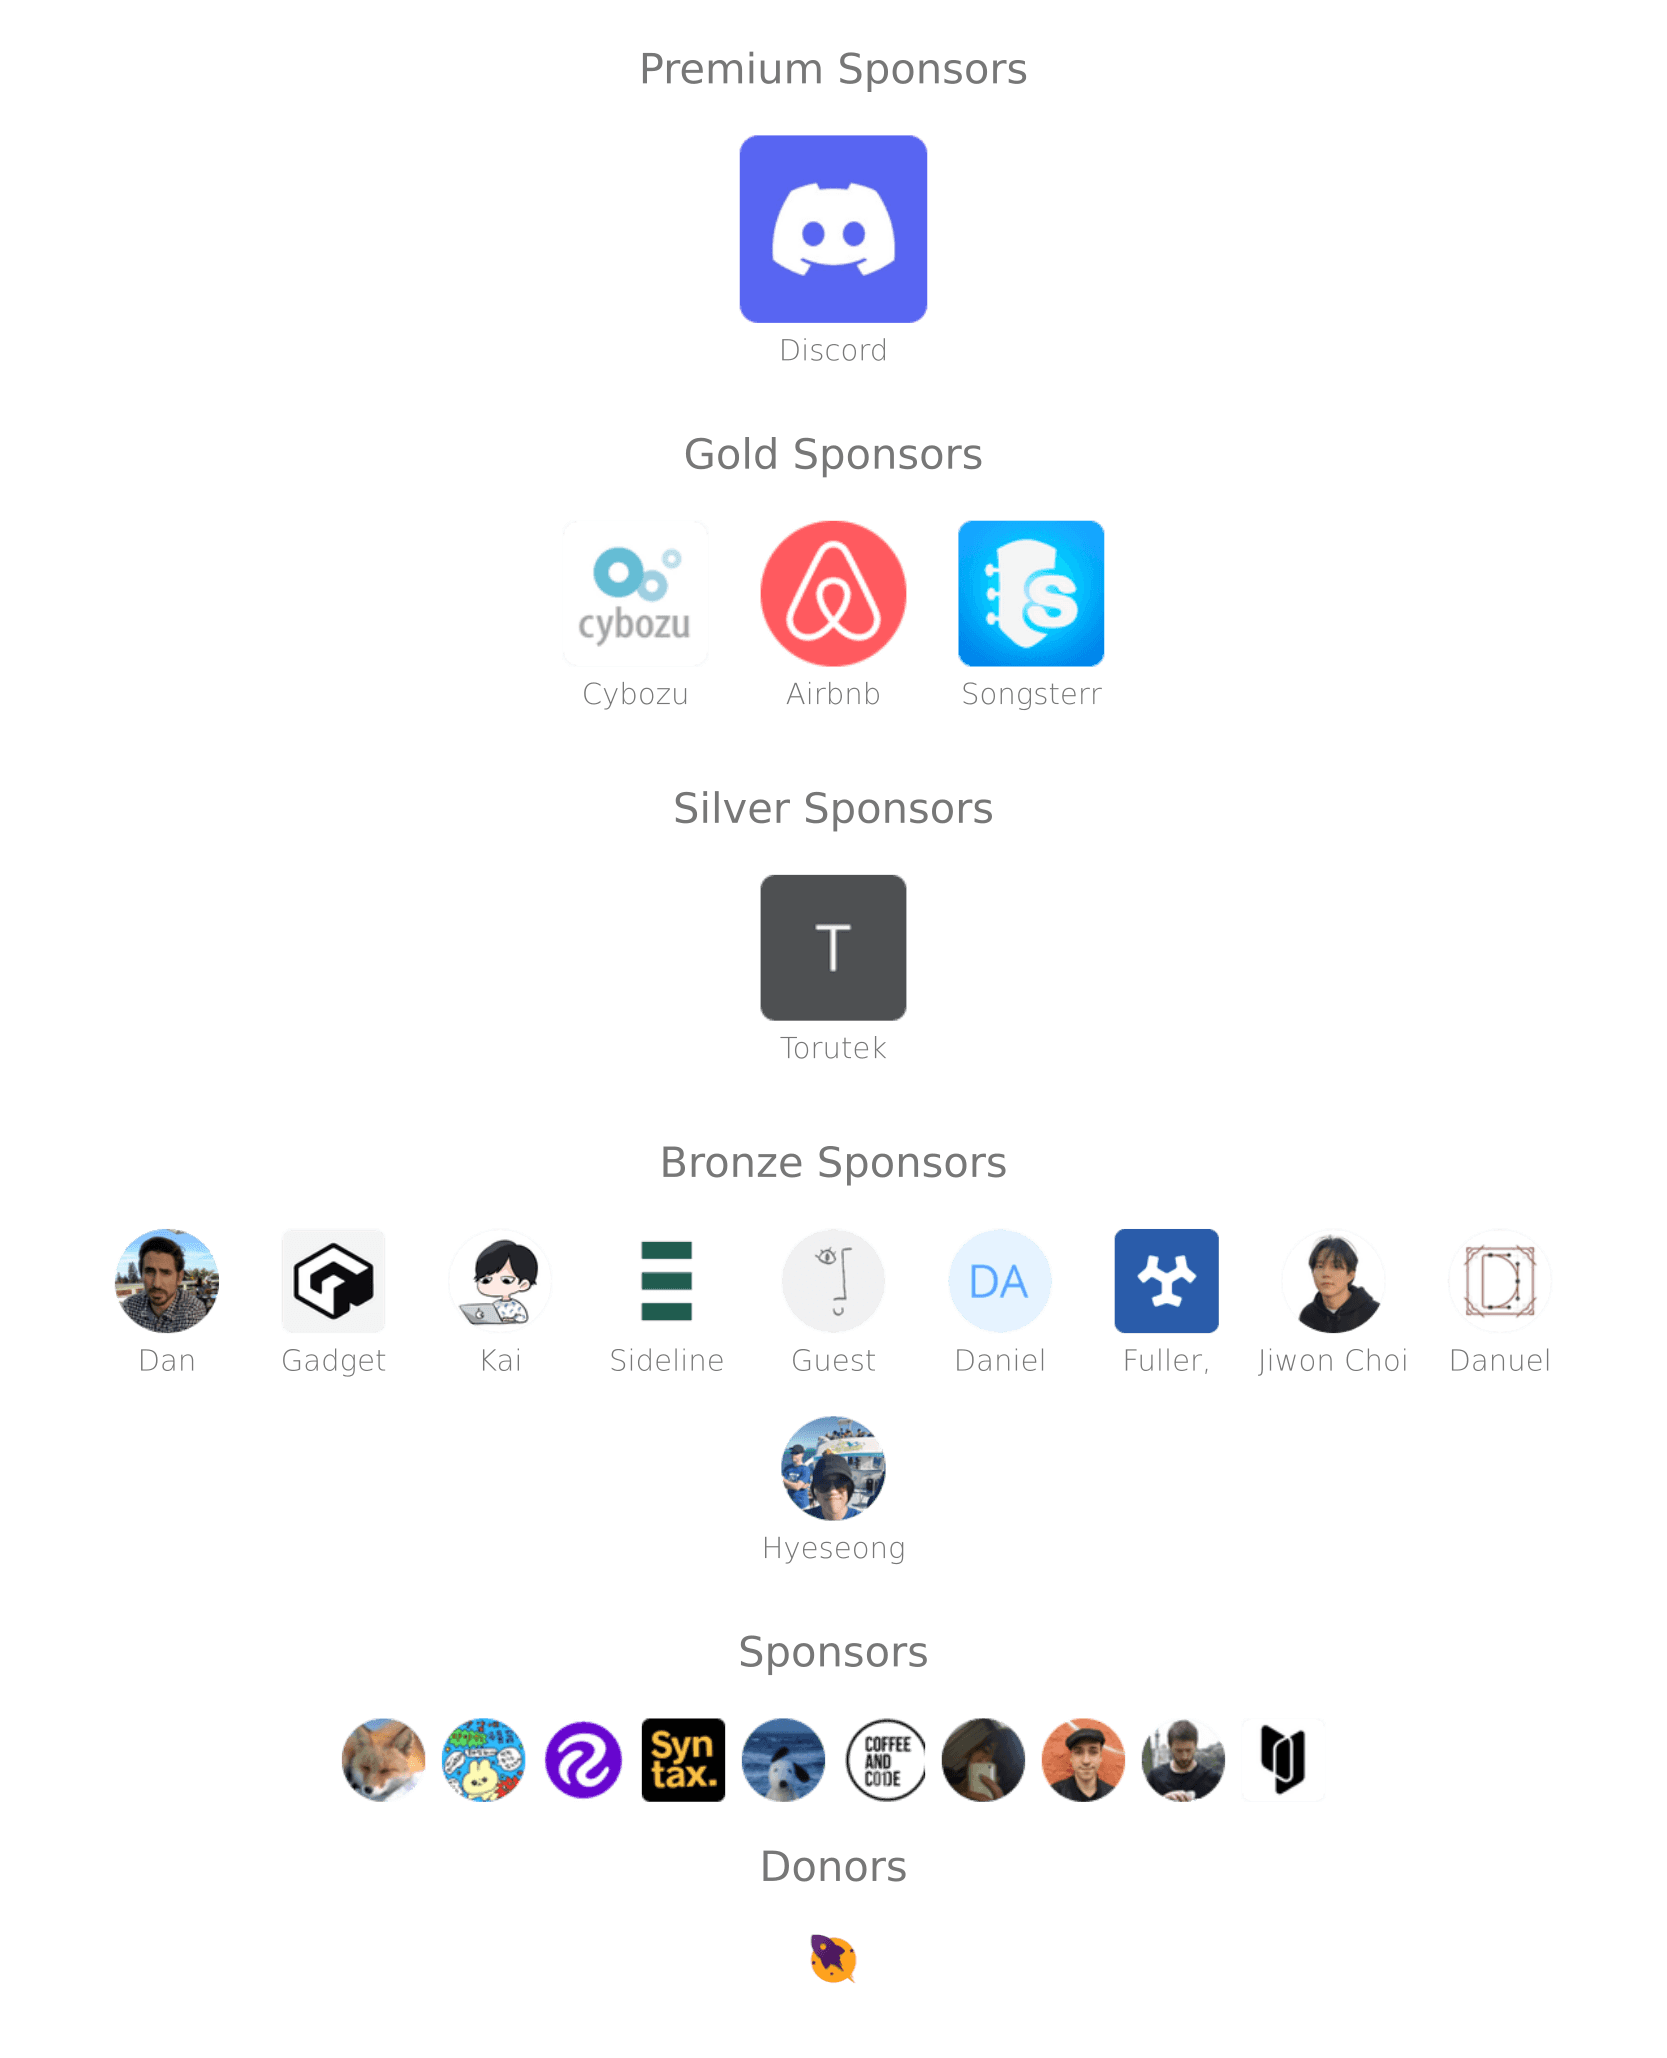 Premium Sponsors
Discord
Gold Sponsors
cybozu
Cybozu
Airbnb
S
Songsterr
Silver Sponsors
T
Torutek
Bronze Sponsors
DA
Dan Gadget Kai Sideline Guest Daniel Fuller, Jiwon Choi Danuel
Hyeseong
Sponsors
Syn
tax.
COFFEE
AND
CODE
Donors